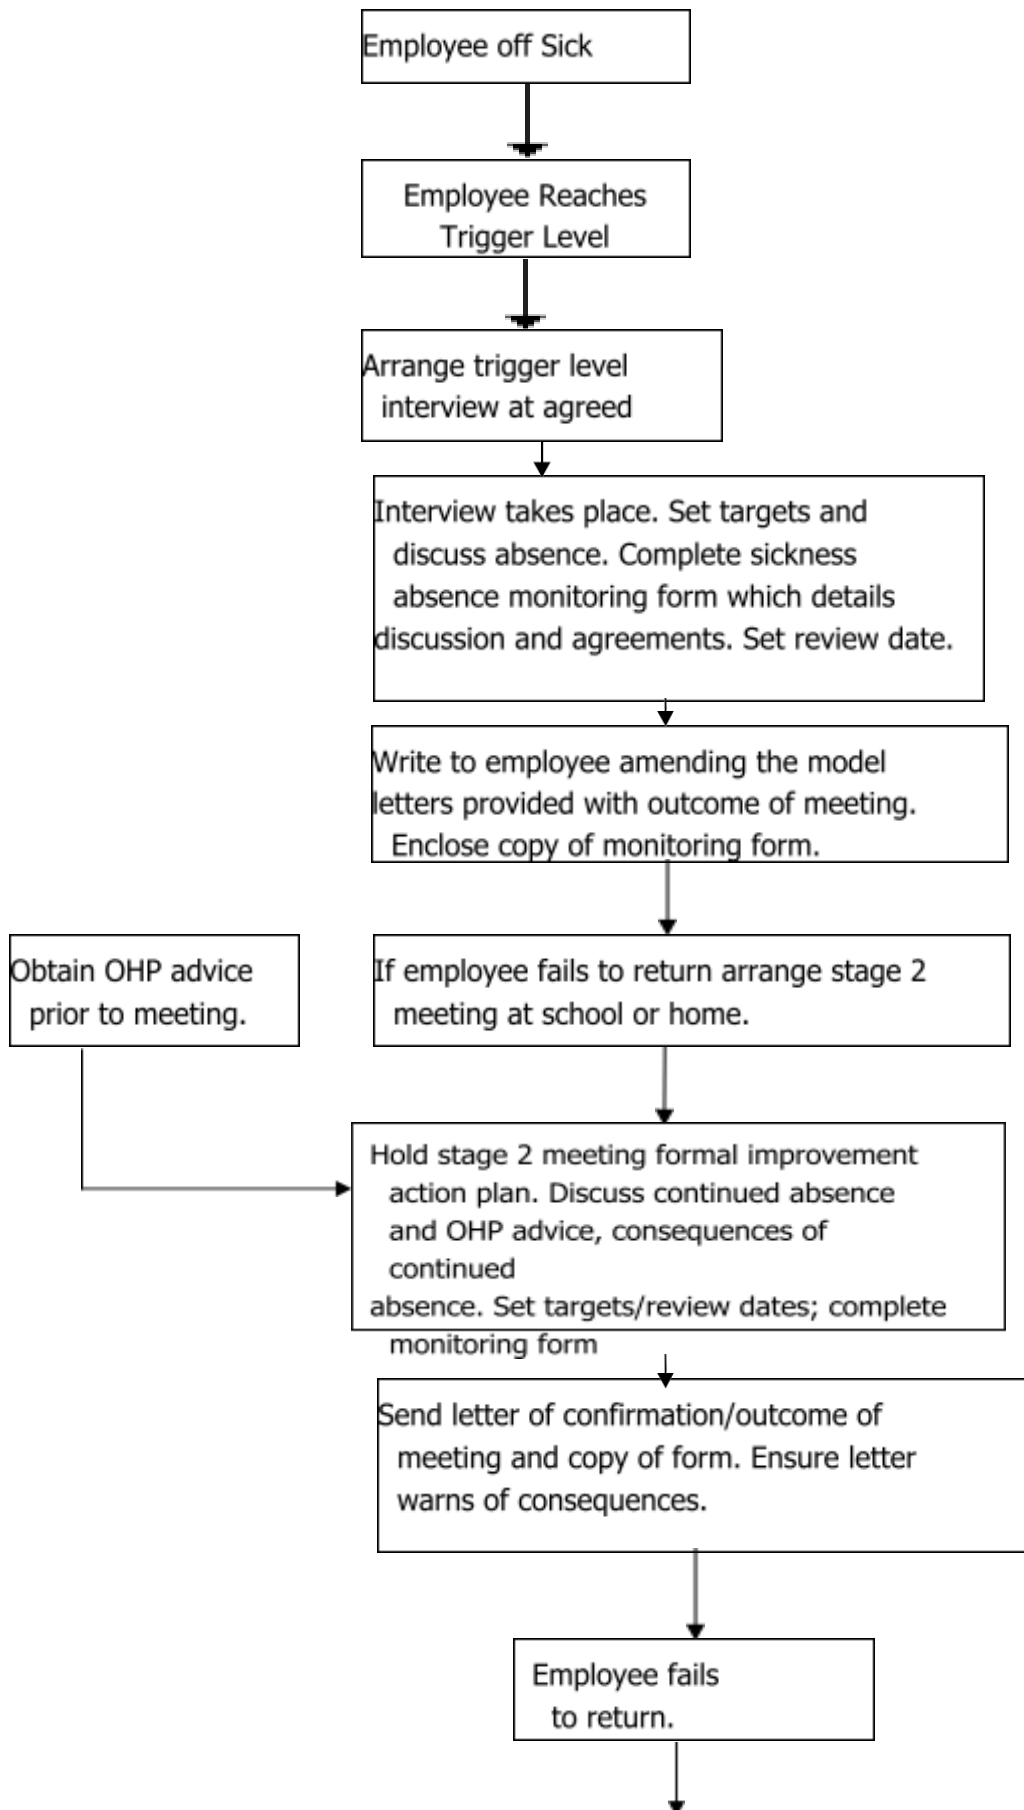 Employee off Sick
Employee Reaches
Trigger Level
Arrange trigger level
interview at agreed
Interview takes place. Set targets and
discuss absence. Complete sickness
absence monitoring form which details
discussion and agreements. Set review date.
Write to employee amending the model
letters provided with outcome of meeting.
Enclose copy of monitoring form.
Obtain OHP advice
prior to meeting.
If employee fails to return arrange stage 2
meeting at school or home.
Hold stage 2 meeting formal improvement
action plan. Discuss continued absence
and OHP advice, consequences of
continued
absence. Set targets/review dates; complete
monitoring form
Send letter of confirmation/outcome of
meeting and copy of form. Ensure letter
warns of consequences.
Employee fails
to return.